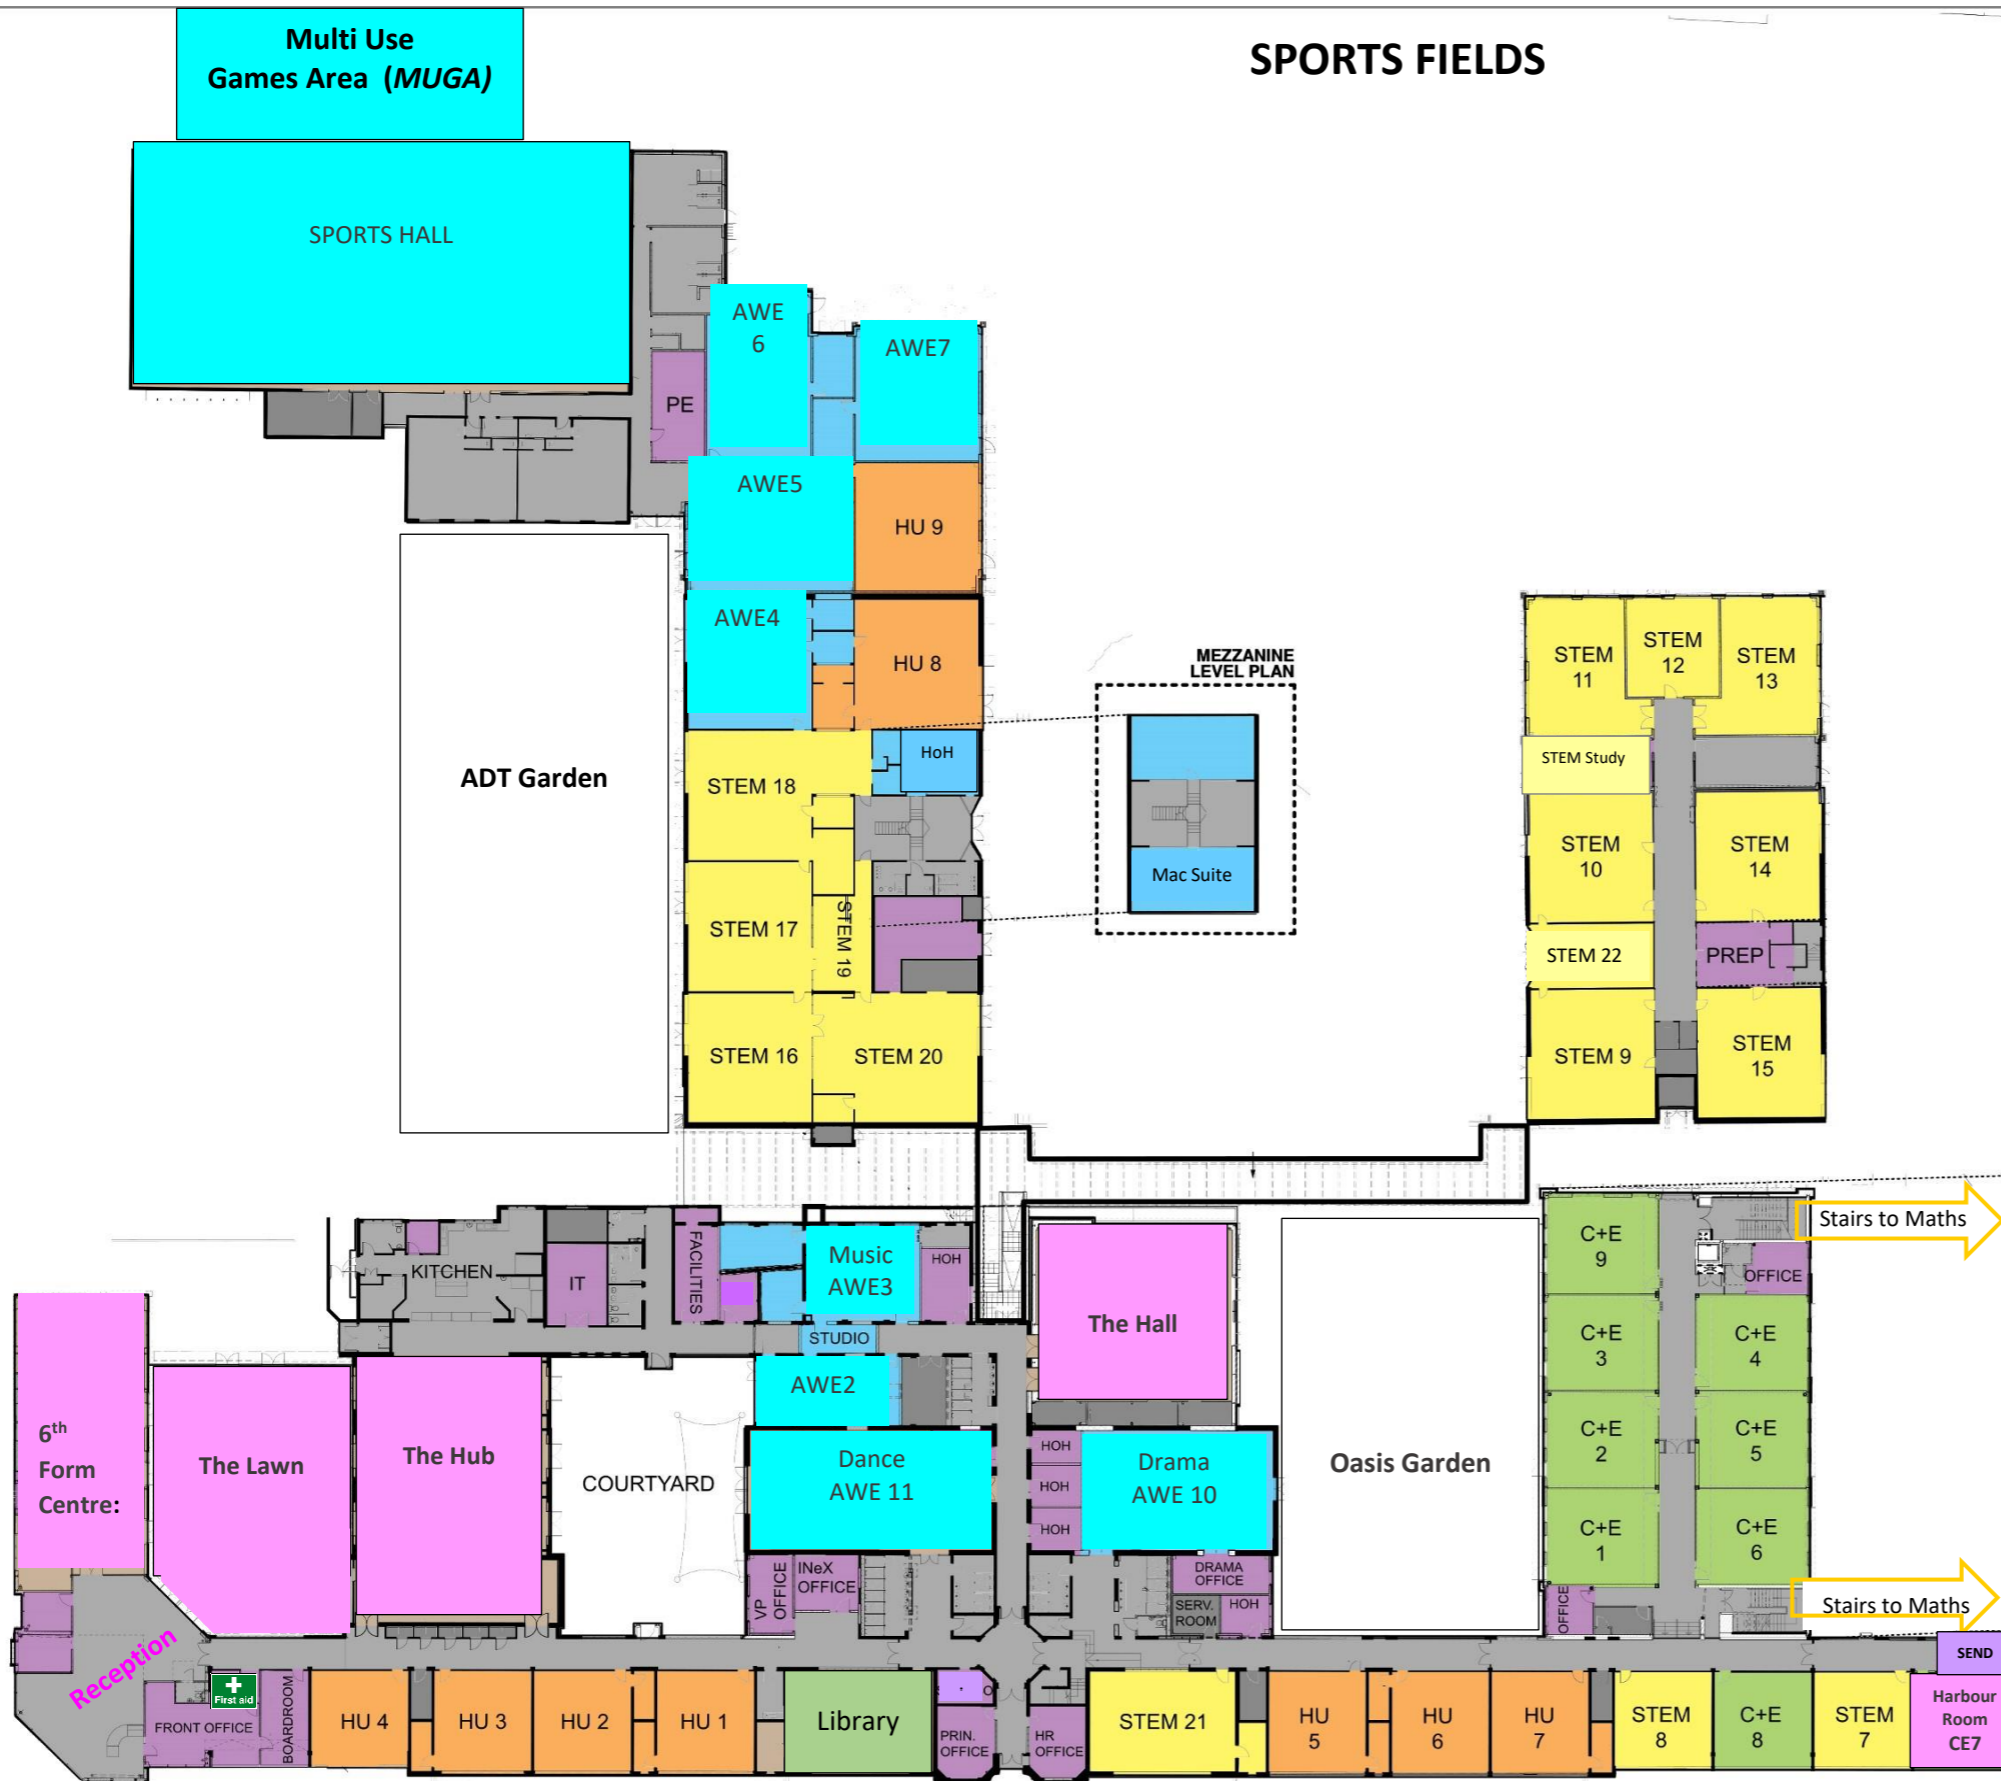 Multi Use
Games Area (MUGA)
SPORTS FIELDS
SPORTS HALL
AWE
6
AWE7
PE
AWE5
HU 9
AWE4
HU 8
MEZZANINE
LEVEL PLAN
STEM
11
STEM
12
STEM
13
ADT Garden
STEM 18
HoH
STEM Study
Mac Suite
STEM
10
STEM
14
STEM 17
STEM 19
STEM 22
PREP
STEM 16
STEM 20
STEM 9
STEM
15
Stairs to Maths
C+E
9
OFFICE
KITCHEN
IT
FACILITIES
Music
AWE3
HOH
STUDIO
The Hall
C+E
3
C+E
4
AWE2
6th
Form
Centre:
The Lawn
The Hub
COURTYARD
Dance
AWE 11
HOH
HOH
HOH
Drama
AWE 10
Oasis Garden
C+E
2
C+E
5
C+E
1
C+E
6
VP
OFFICE
INeX
OFFICE
DRAMA
OFFICE
SERV.
ROOM
HOH
OFFICE
Stairs to Maths
Reception
First aid
SEND
FRONT OFFICE
BOARDROOM
HU 4
HU 3
HU 2
HU 1
Library
PRIN.
OFFICE
HR
OFFICE
STEM 21
HU
5
HU
6
HU
7
STEM
8
C+E
8
STEM
7
Harbour
Room
CE7